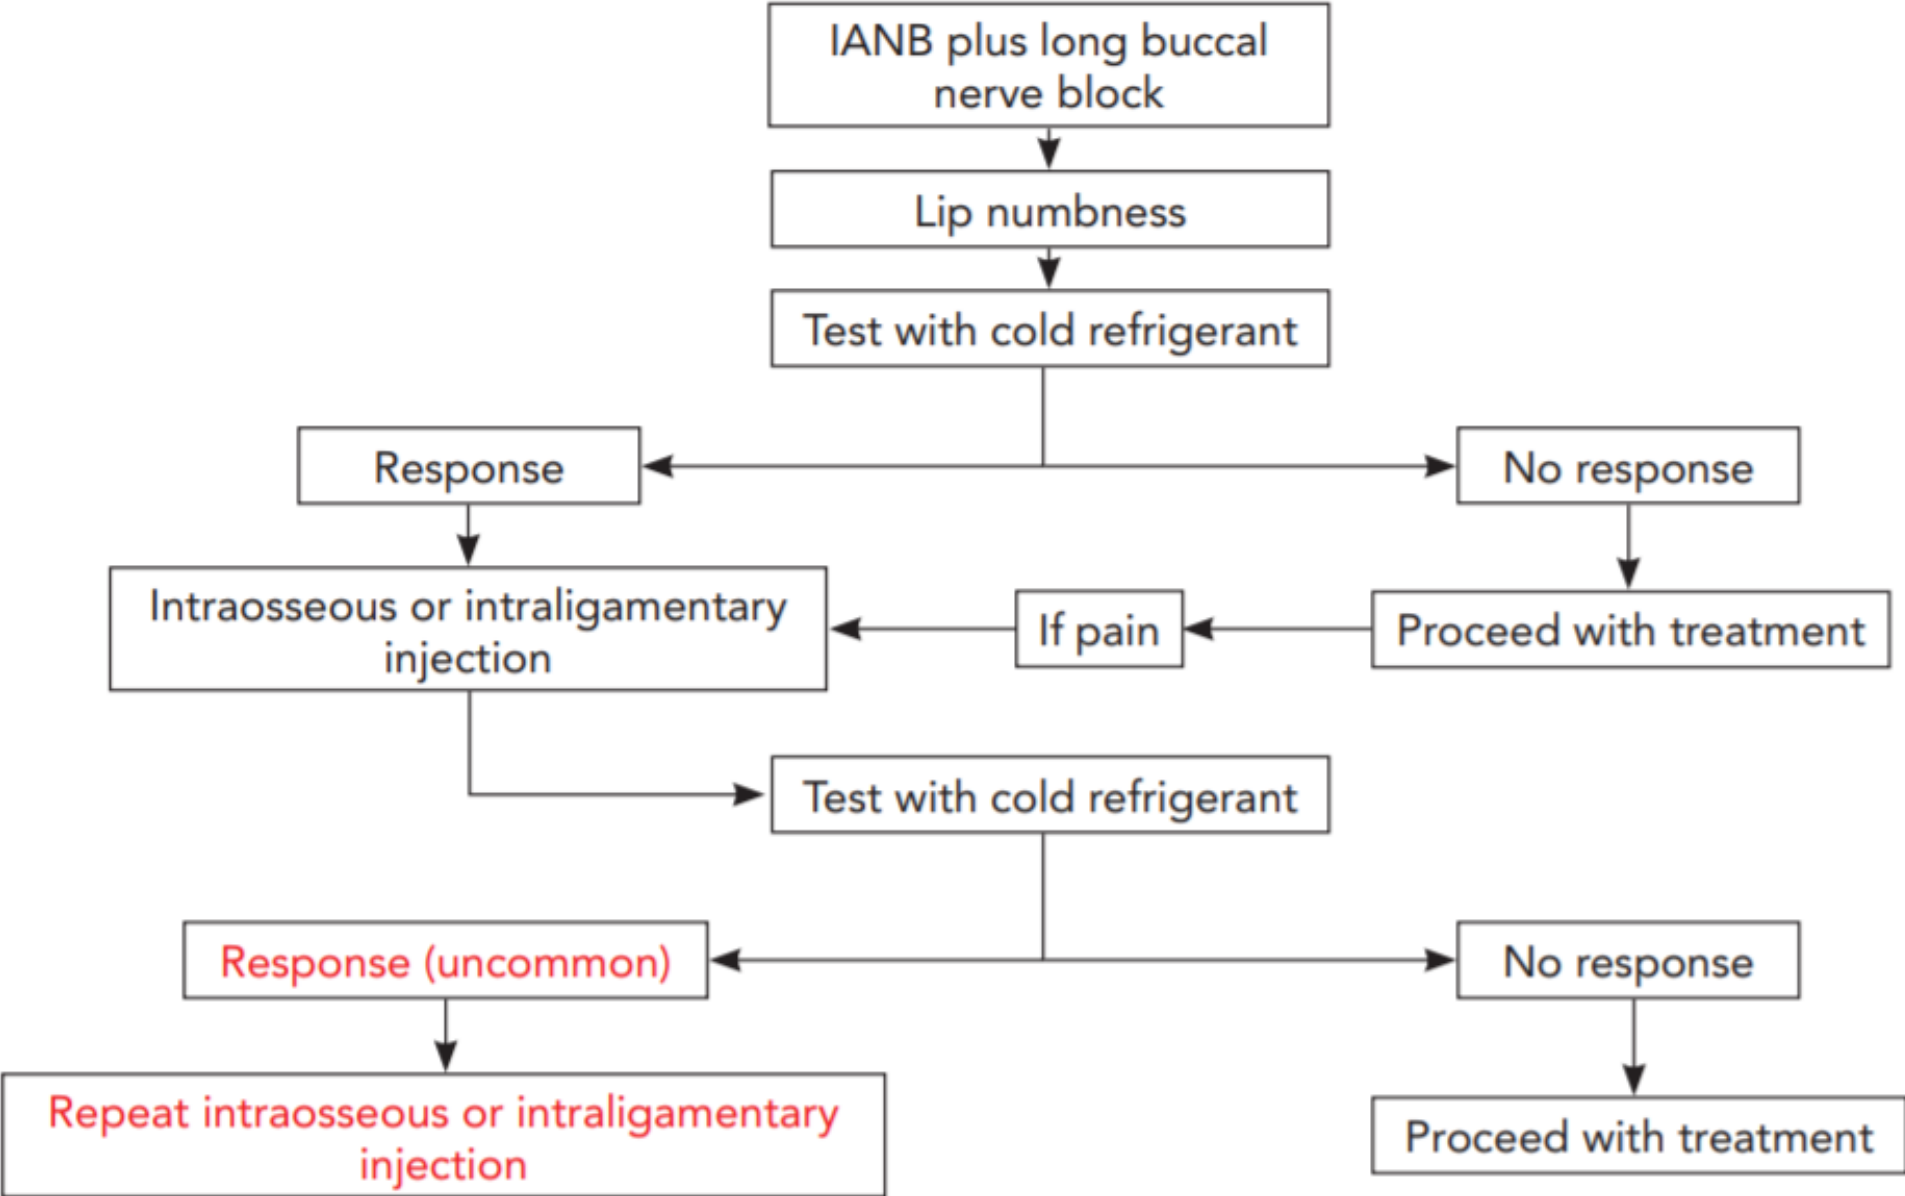 IANB plus long buccal
nerve block
Lip numbness
Test with cold refrigerant
Response
No response
Intraosseous or intraligamentary
injection
If pain
Proceed with treatment
Test with cold refrigerant
Response (uncommon)
No response
Repeat intraosseous or intraligamentary
injection
Proceed with treatment